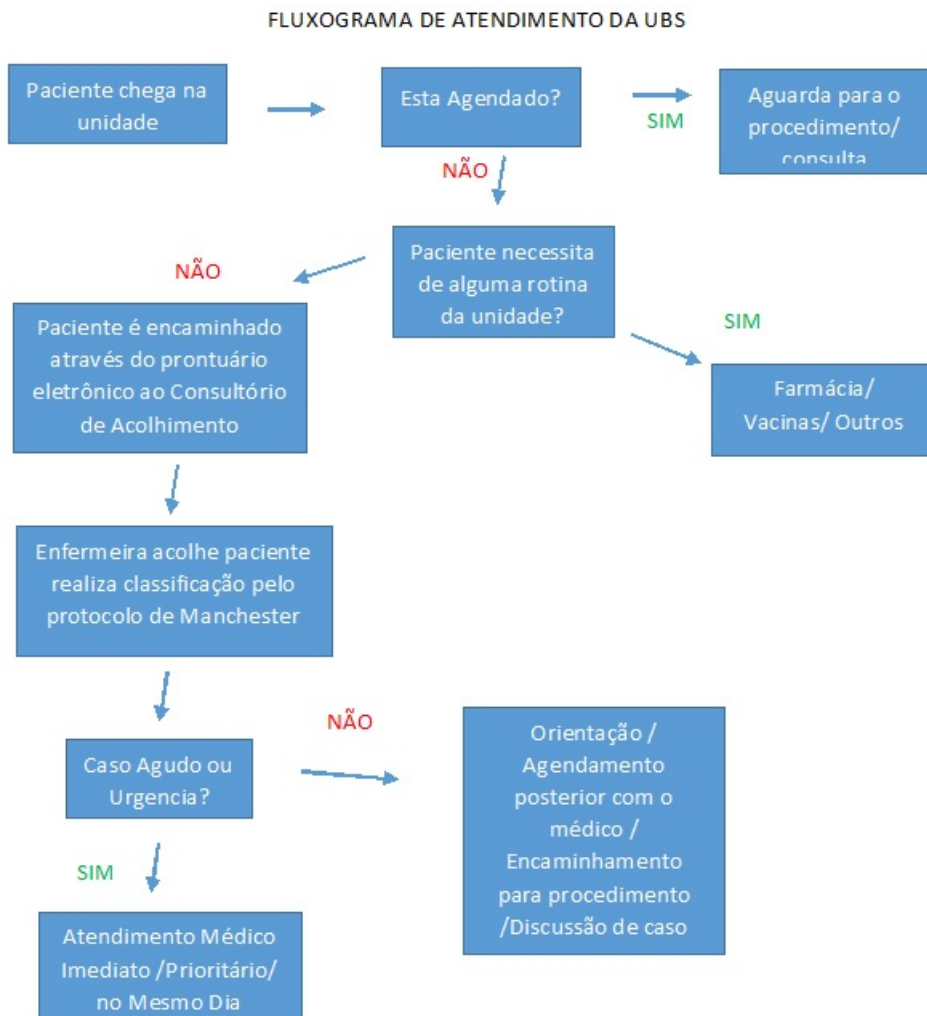 FLUXOGRAMA DE ATENDIMENTO DA UBS
Paciente chega na
unidade
Esta Agendado?
SIM
Aguarda para o
procedimento/
consulta
NÃO
Paciente necessita
de alguma rotina
da unidade?
NÃO
SIM
Paciente é encaminhado
através do prontuário
eletrônico ao Consultório
de Acolhimento
Farmácia/
Vacinas/ Outros
Enfermeira acolhe paciente
realiza classificação pelo
protocolo de Manchester
Caso Agudo ou
Urgencia?
NÃO
Orientação /
Agendamento
posterior com o
médico /
Encaminhamento
para procedimento
/Discussão de caso
SIM
Atendimento Médico
Imediato /Prioritário/
no Mesmo Dia